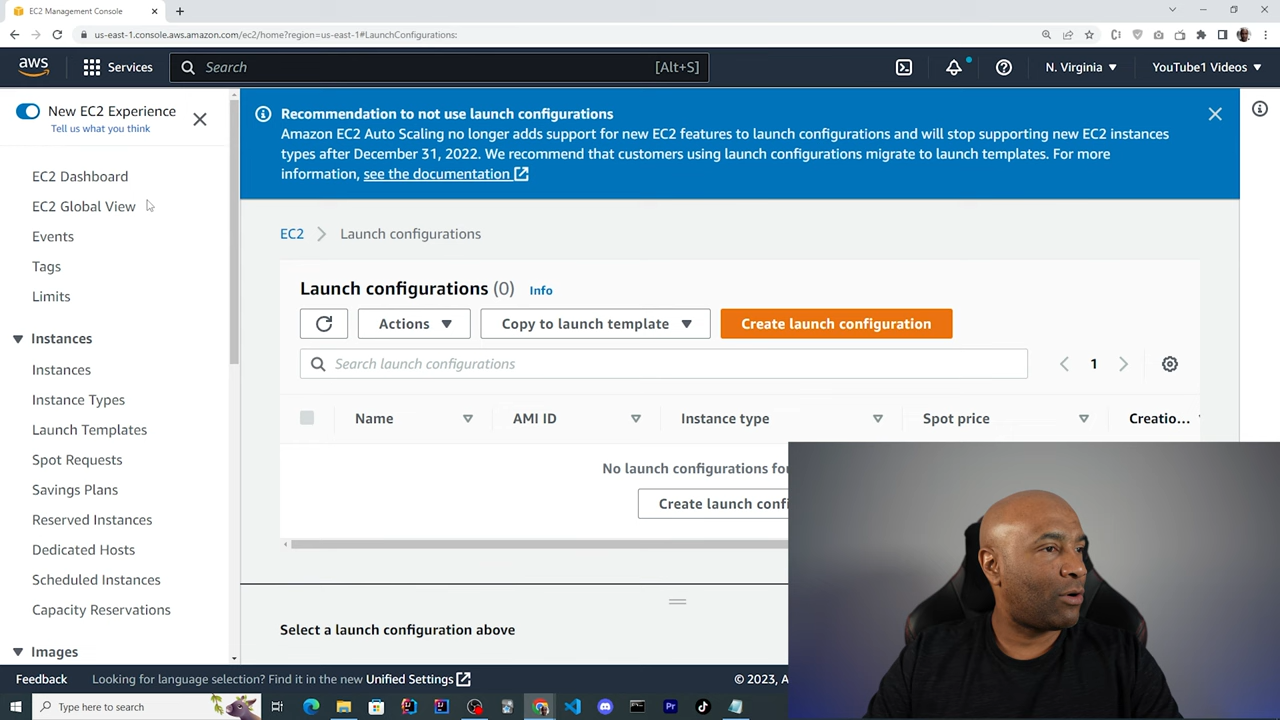 EC2 Management Console
us-east-1.console.aws.amazon.com/ec2/home?region=us-east-1#LaunchConfigurations:
aws
Services
Search
[Alt+S]
N. Virginia
YouTube1 Videos
New EC2 Experience
Tell us what you think
EC2 Dashboard
EC2 Global View
Events
Tags
Limits
Instances
Instances
Instance Types
Launch Templates
Spot Requests
Savings Plans
Reserved Instances
Dedicated Hosts
Scheduled Instances
Capacity Reservations
Images
Recommendation to not use launch configurations
Amazon EC2 Auto Scaling no longer adds support for new EC2 features to launch configurations and will stop supporting new EC2 instances
types after December 31, 2022. We recommend that customers using launch configurations migrate to launch templates. For more
information, see the documentation
EC2
Launch configurations
Launch configurations (0) Info
Actions
Copy to launch template
Create launch configuration
Search launch configurations
1
Name
AMI ID
Instance type
Spot price
Creatio...
No launch configurations fo
Create launch confi
Select a launch configuration above
Feedback
Looking for language selection? Find it in the new Unified Settings
© 2023, A
Type here to search
Pr